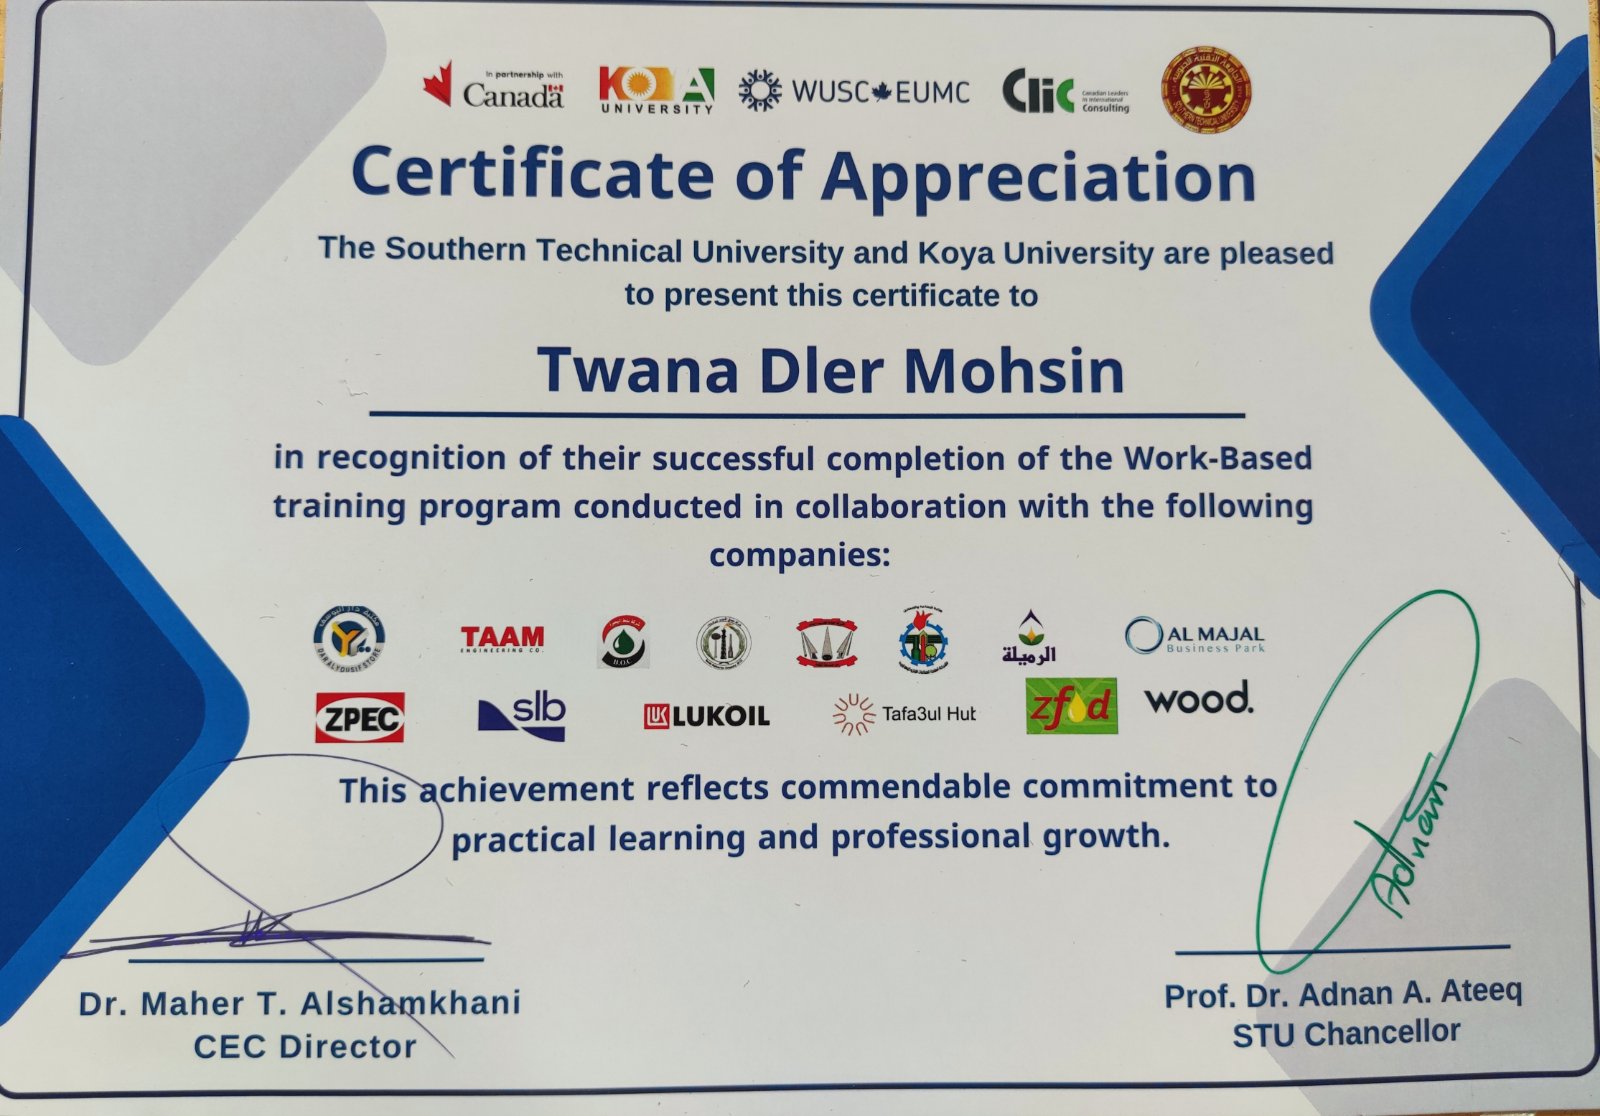 In partnership with
Canada
KOYA
UNIVERSITY
WUSC EUMC
Clic
Canadian Leaders
in International
Consulting
Certificate of Appreciation
The Southern Technical University and Koya University are pleased
to present this certificate to
Twana Dler Mohsin
in recognition of their successful completion of the Work-Based
training program conducted in collaboration with the following
companies:
DAR ALYOUSIF STORE
TAAM
ENGINEERING CO.
B.O.C
الرميلة
AL MAJAL
Business Park
ZPEC
slb
LUKOIL
Tafa3ul Hub
zfod
wood.
This achievement reflects commendable commitment to
practical learning and professional growth.
Adnan
Dr. Maher T. Alshamkhani
CEC Director
Prof. Dr. Adnan A. Ateeq
STU Chancellor